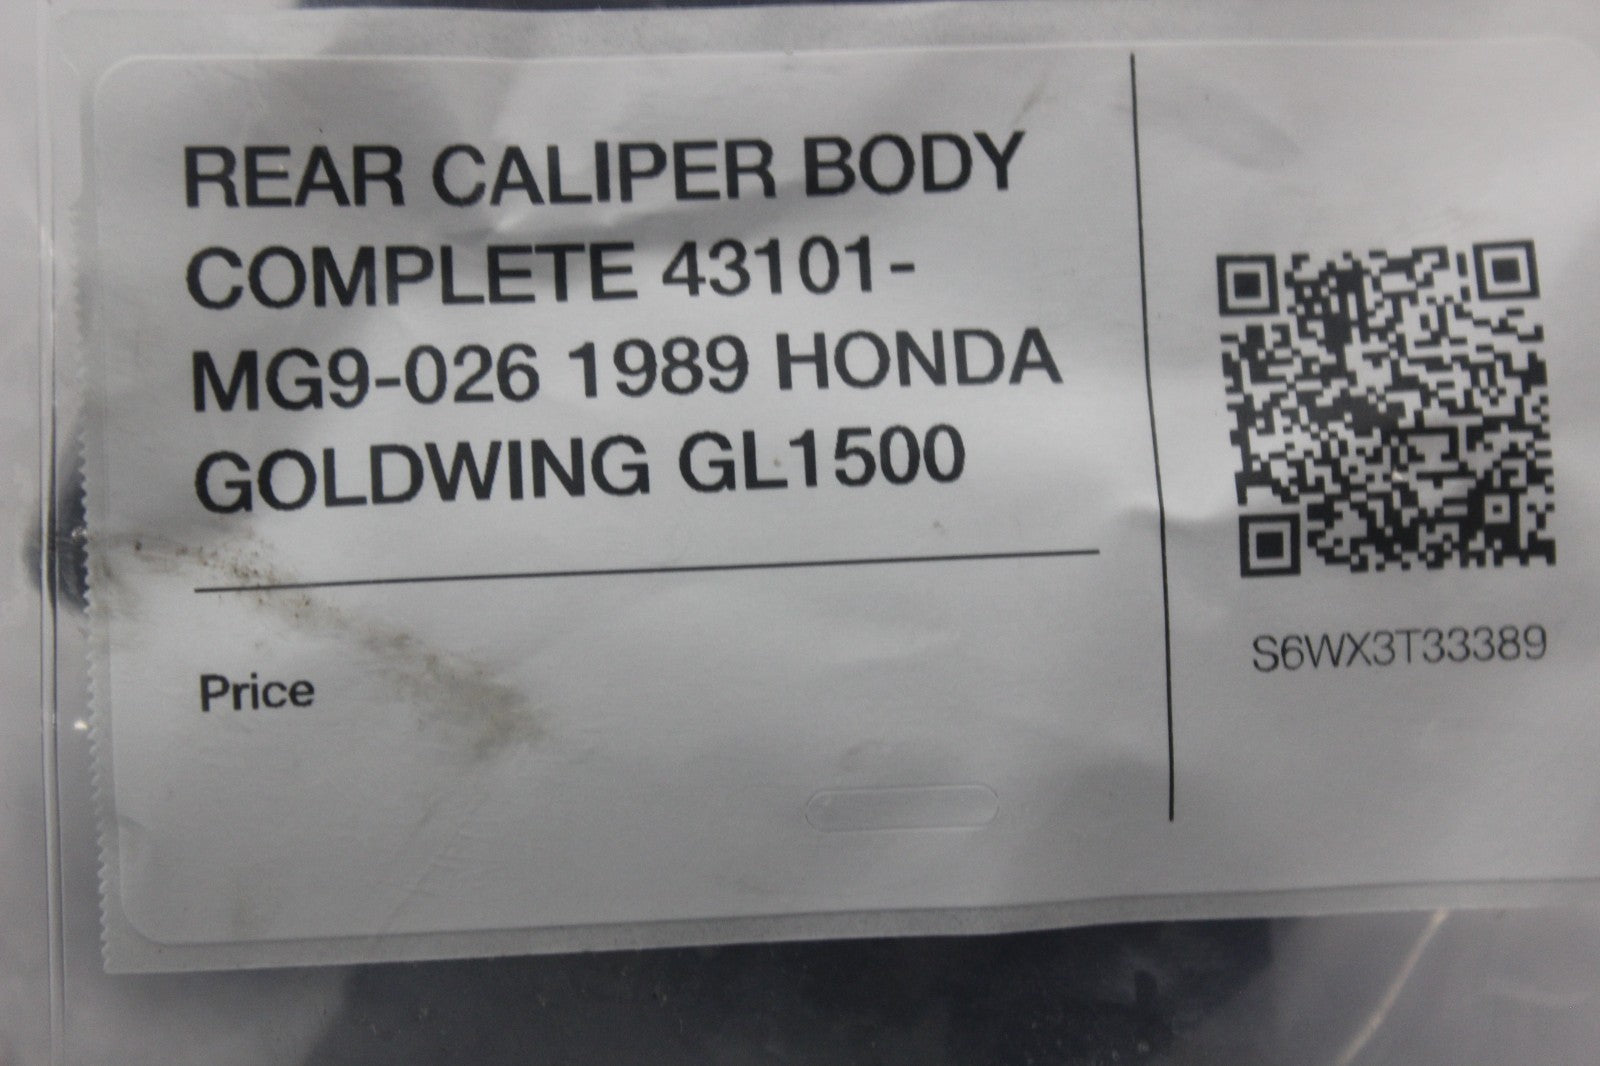 REAR CALIPER BODY
COMPLETE 43101-
MG9-026 1989 HONDA
GOLDWING GL1500
Price
S6WX3T33389